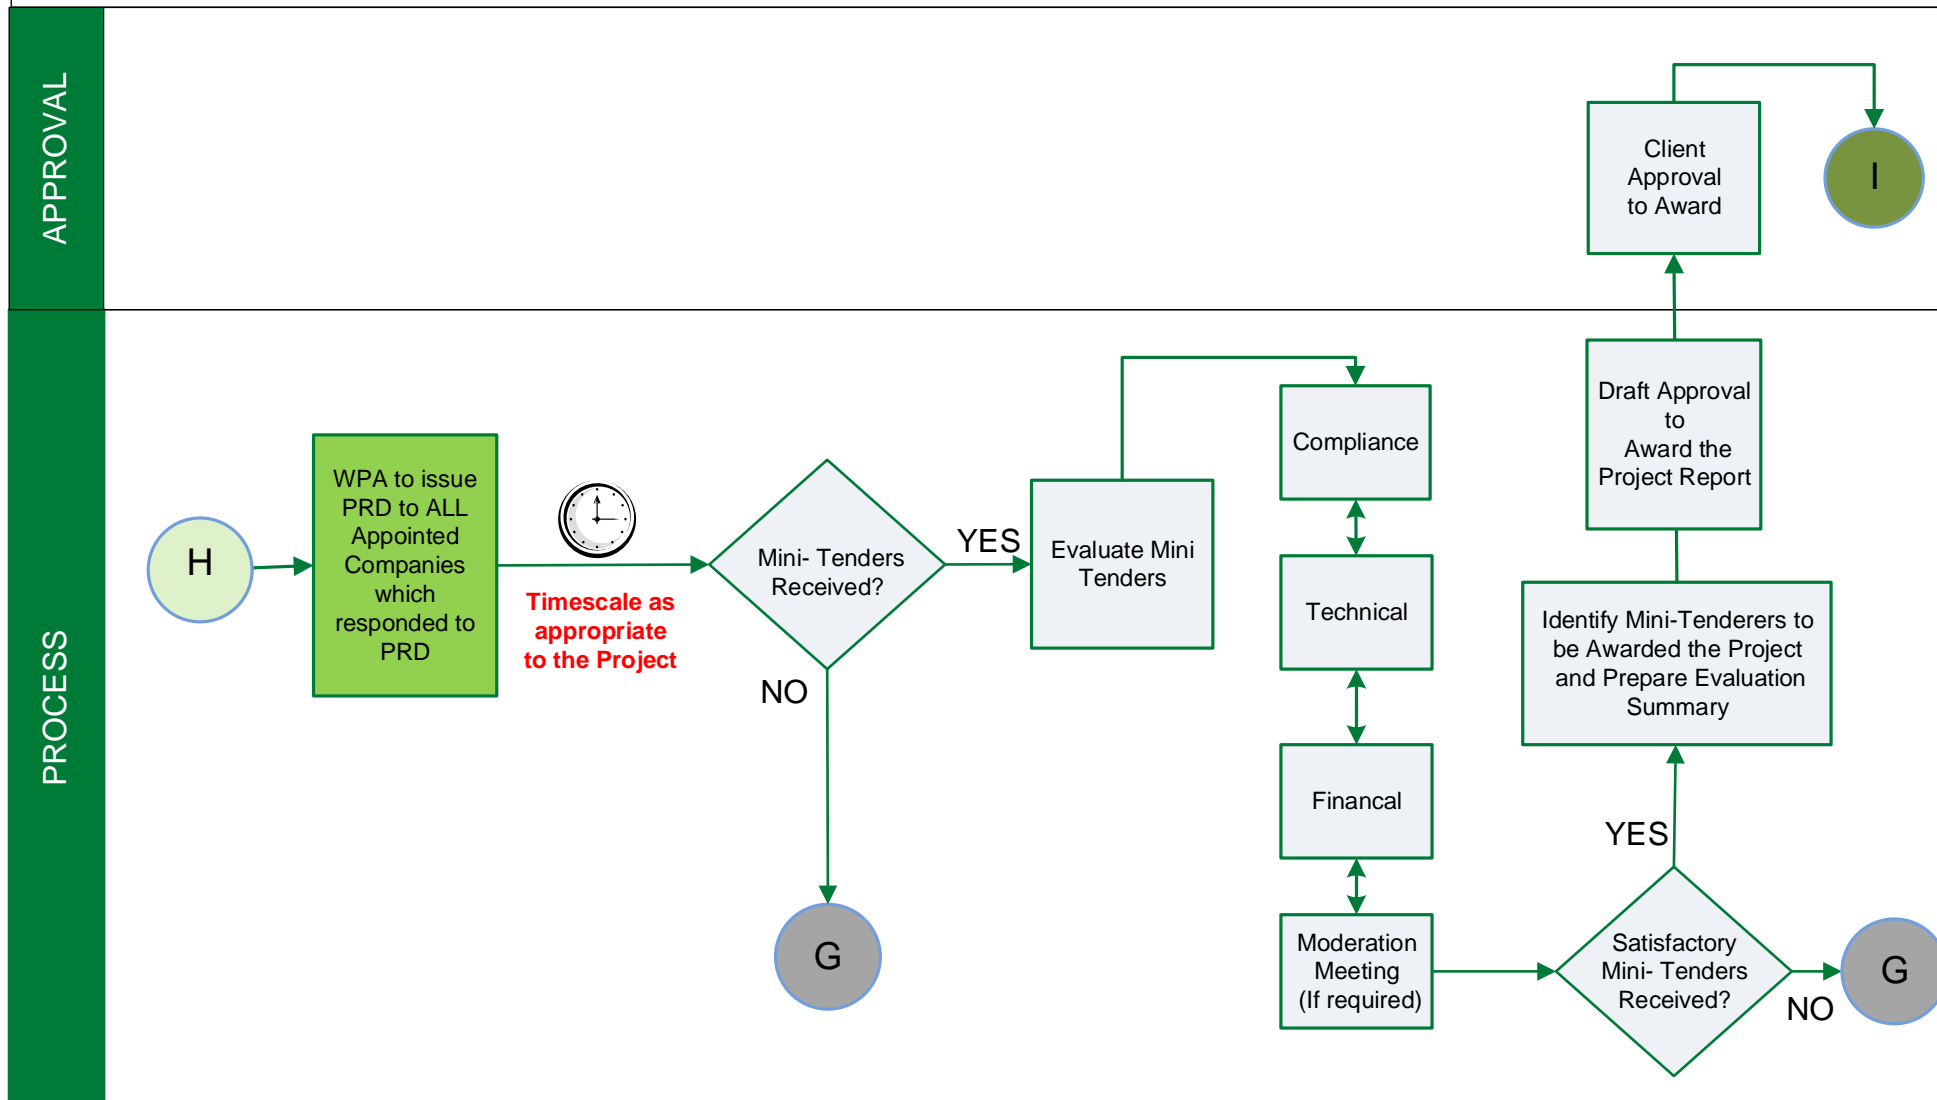 APPROVAL
Client
Approval
to Award
I
PROCESS
H
WPA to issue
PRD to ALL
Appointed
Companies
which
responded to
PRD
Timescale as
appropriate
to the Project
Mini- Tenders
Received?
YES
NO
G
Evaluate Mini
Tenders
Compliance
Technical
Financal
Moderation
Meeting
(If required)
Satisfactory
Mini- Tenders
Received?
YES
NO
G
Identify Mini-Tenderers to
be Awarded the Project
and Prepare Evaluation
Summary
Draft Approval
to
Award the
Project Report